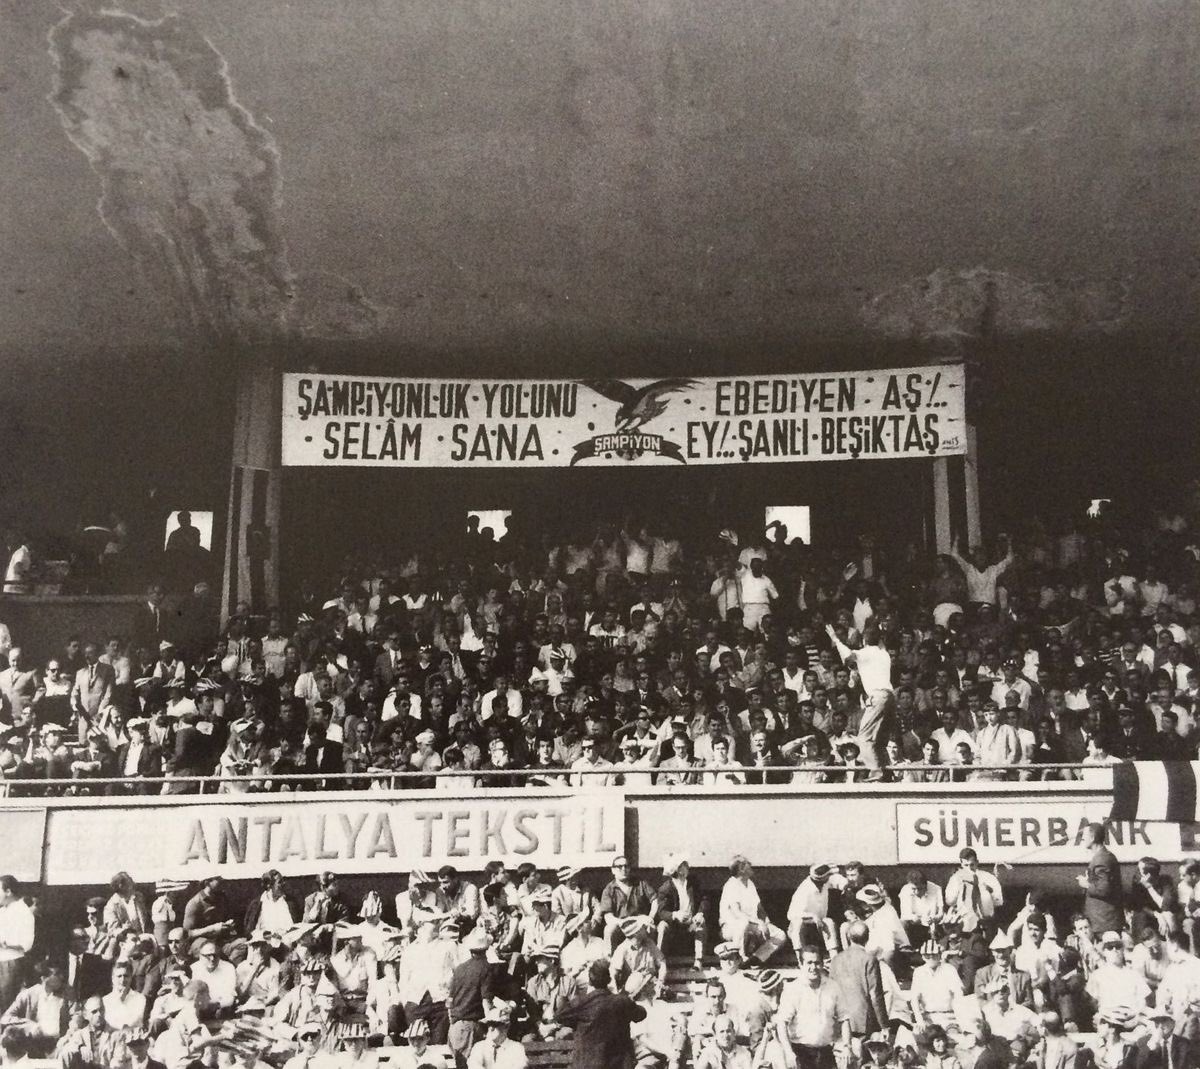 ŞAMPİYONLUK·YOLUNU · EBEDİYEN · AŞ!..
· SELÂM · SANA · ŞAMPİYON EY!..·ŞANLI·BEŞİKTAŞ
ANTALYA TEKSTİL
SÜMERBANK